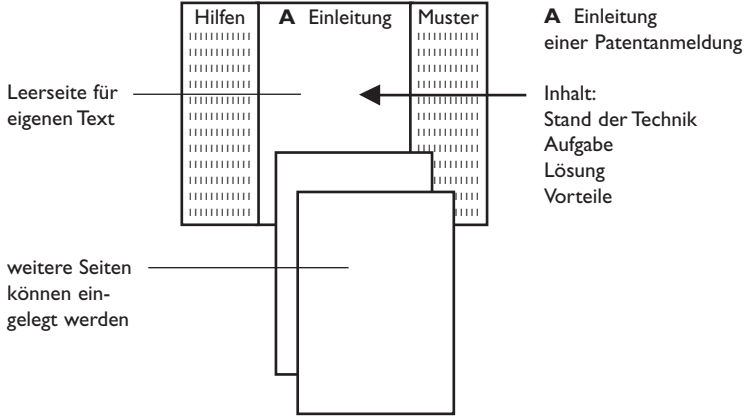 Hilfen
A Einleitung
Muster
A Einleitung
einer Patentanmeldung
Leerseite für
eigenen Text
Inhalt:
Stand der Technik
Aufgabe
Lösung
Vorteile
weitere Seiten
können ein-
gelegt werden